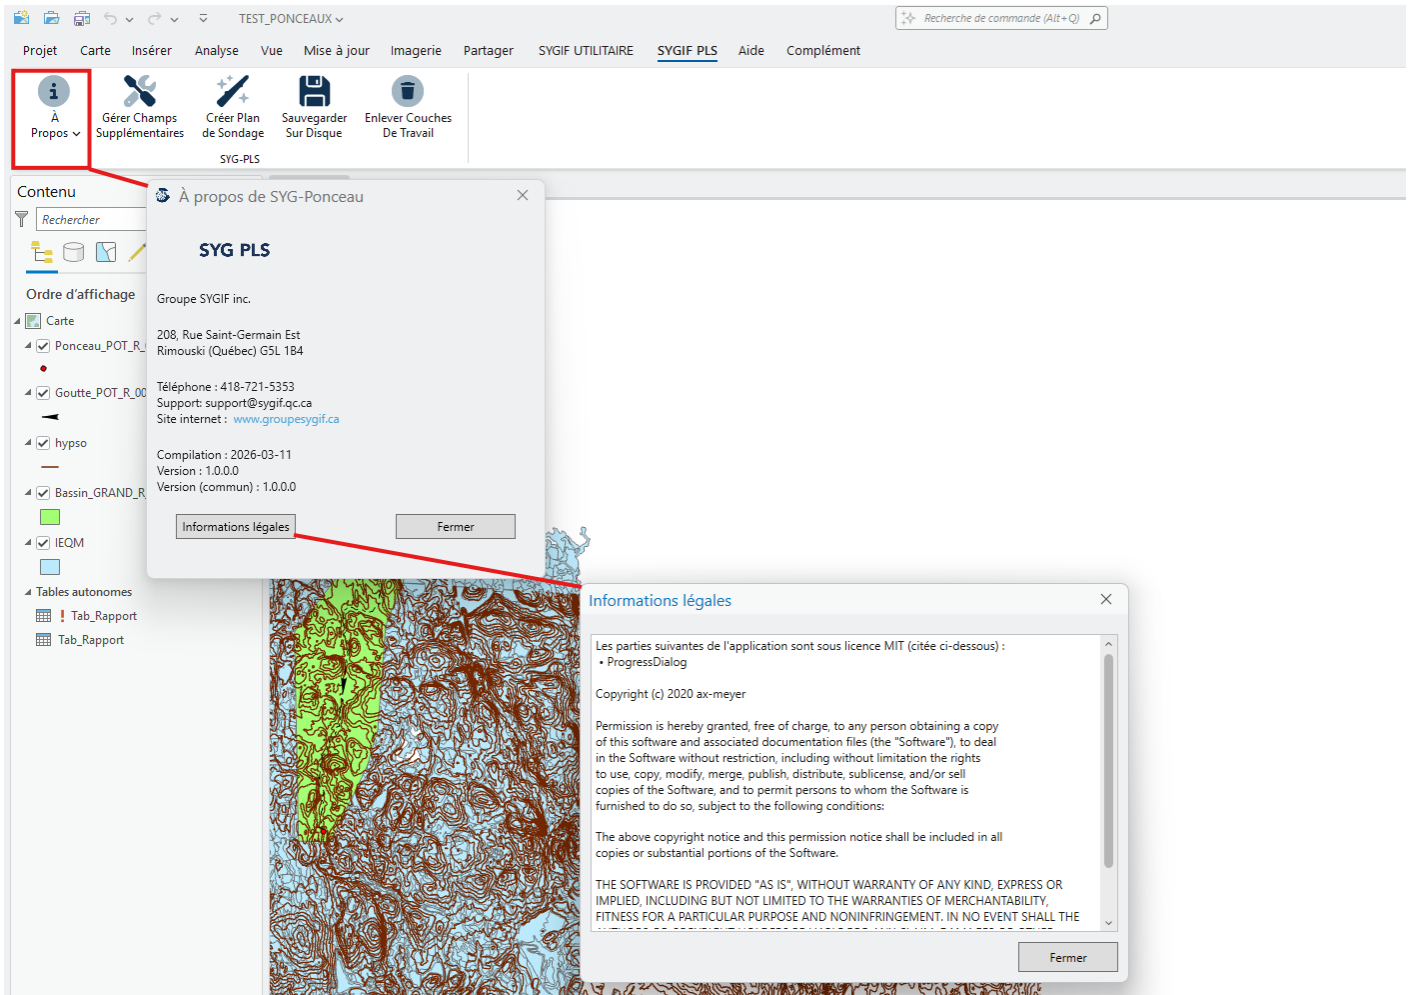 TEST_PONCEAUX
Recherche de commande (Alt+Q)
Projet Carte Insérer Analyse Vue Mise à jour Imagerie Partager SYGIF UTILITAIRE SYGIF PLS Aide Complément
À
Propos
Gérer Champs
Supplémentaires
Créer Plan
de Sondage
Sauvegarder
Sur Disque
Enlever Couches
De Travail
SYG-PLS
Contenu
Rechercher
Ordre d'affichage
Carte
Ponceau_POT_R_
Goutte_POT_R_00
hypso
Bassin_GRAND_R
IEQM
Tables autonomes
! Tab_Rapport
Tab_Rapport
À propos de SYG-Ponceau
SYG PLS
Groupe SYGIF inc.
208, Rue Saint-Germain Est
Rimouski (Québec) G5L 1B4
Téléphone : 418-721-5353
Support: support@sygif.qc.ca
Site internet : www.groupesygif.ca
Compilation : 2026-03-11
Version : 1.0.0.0
Version (commun) : 1.0.0.0
Informations légales
Fermer
Informations légales
Les parties suivantes de l'application sont sous licence MIT (citée ci-dessous) :
• ProgressDialog
Copyright (c) 2020 ax-meyer
Permission is hereby granted, free of charge, to any person obtaining a copy
of this software and associated documentation files (the "Software"), to deal
in the Software without restriction, including without limitation the rights
to use, copy, modify, merge, publish, distribute, sublicense, and/or sell
copies of the Software, and to permit persons to whom the Software is
furnished to do so, subject to the following conditions:
The above copyright notice and this permission notice shall be included in all
copies or substantial portions of the Software.
THE SOFTWARE IS PROVIDED "AS IS", WITHOUT WARRANTY OF ANY KIND, EXPRESS OR
IMPLIED, INCLUDING BUT NOT LIMITED TO THE WARRANTIES OF MERCHANTABILITY,
FITNESS FOR A PARTICULAR PURPOSE AND NONINFRINGEMENT. IN NO EVENT SHALL THE
Fermer